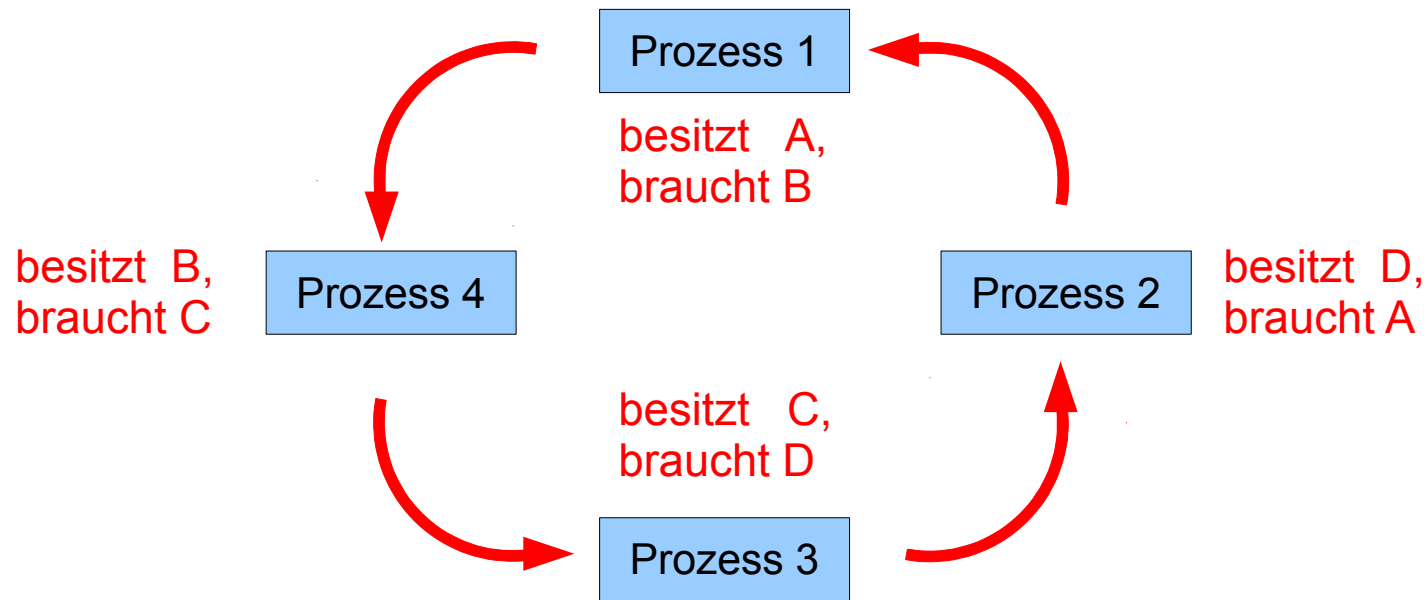 Prozess 1
besitzt A,
braucht B
besitzt B,
braucht C
Prozess 4
Prozess 2
besitzt D,
braucht A
besitzt C,
braucht D
Prozess 3